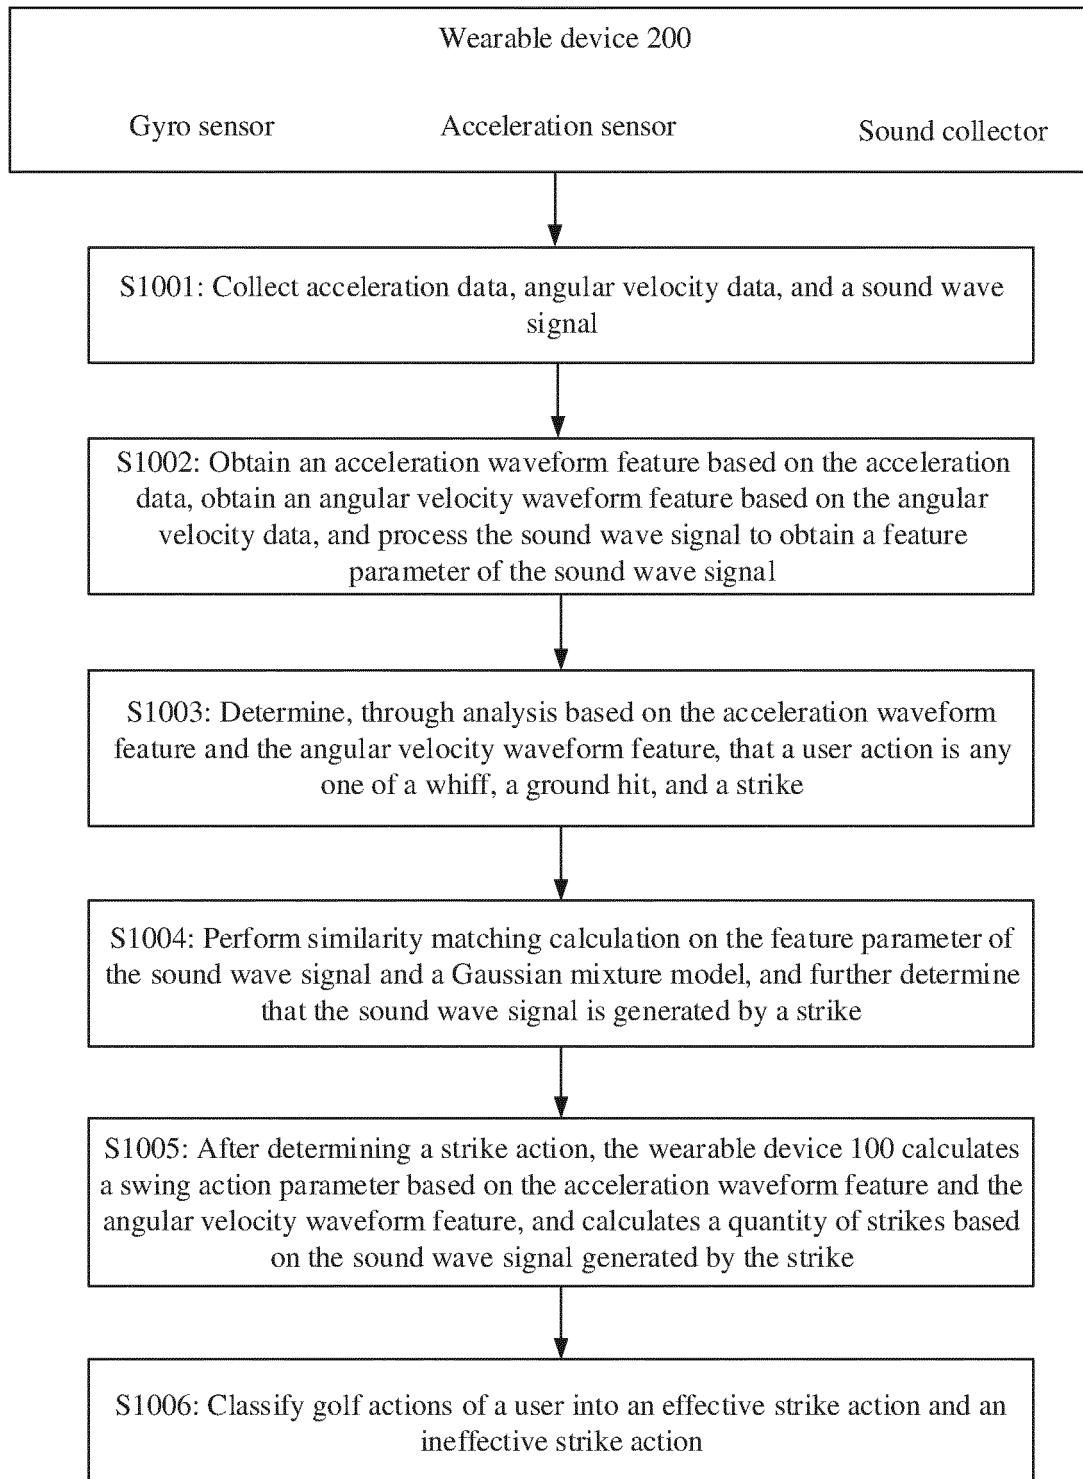 Wearable device 200
Gyro sensor
Acceleration sensor
Sound collector
S1001: Collect acceleration data, angular velocity data, and a sound wave
signal
S1002: Obtain an acceleration waveform feature based on the acceleration
data, obtain an angular velocity waveform feature based on the angular
velocity data, and process the sound wave signal to obtain a feature
parameter of the sound wave signal
S1003: Determine, through analysis based on the acceleration waveform
feature and the angular velocity waveform feature, that a user action is any
one of a whiff, a ground hit, and a strike
S1004: Perform similarity matching calculation on the feature parameter of
the sound wave signal and a Gaussian mixture model, and further determine
that the sound wave signal is generated by a strike
S1005: After determining a strike action, the wearable device 100 calculates
a swing action parameter based on the acceleration waveform feature and the
angular velocity waveform feature, and calculates a quantity of strikes based
on the sound wave signal generated by the strike
S1006: Classify golf actions of a user into an effective strike action and an
ineffective strike action